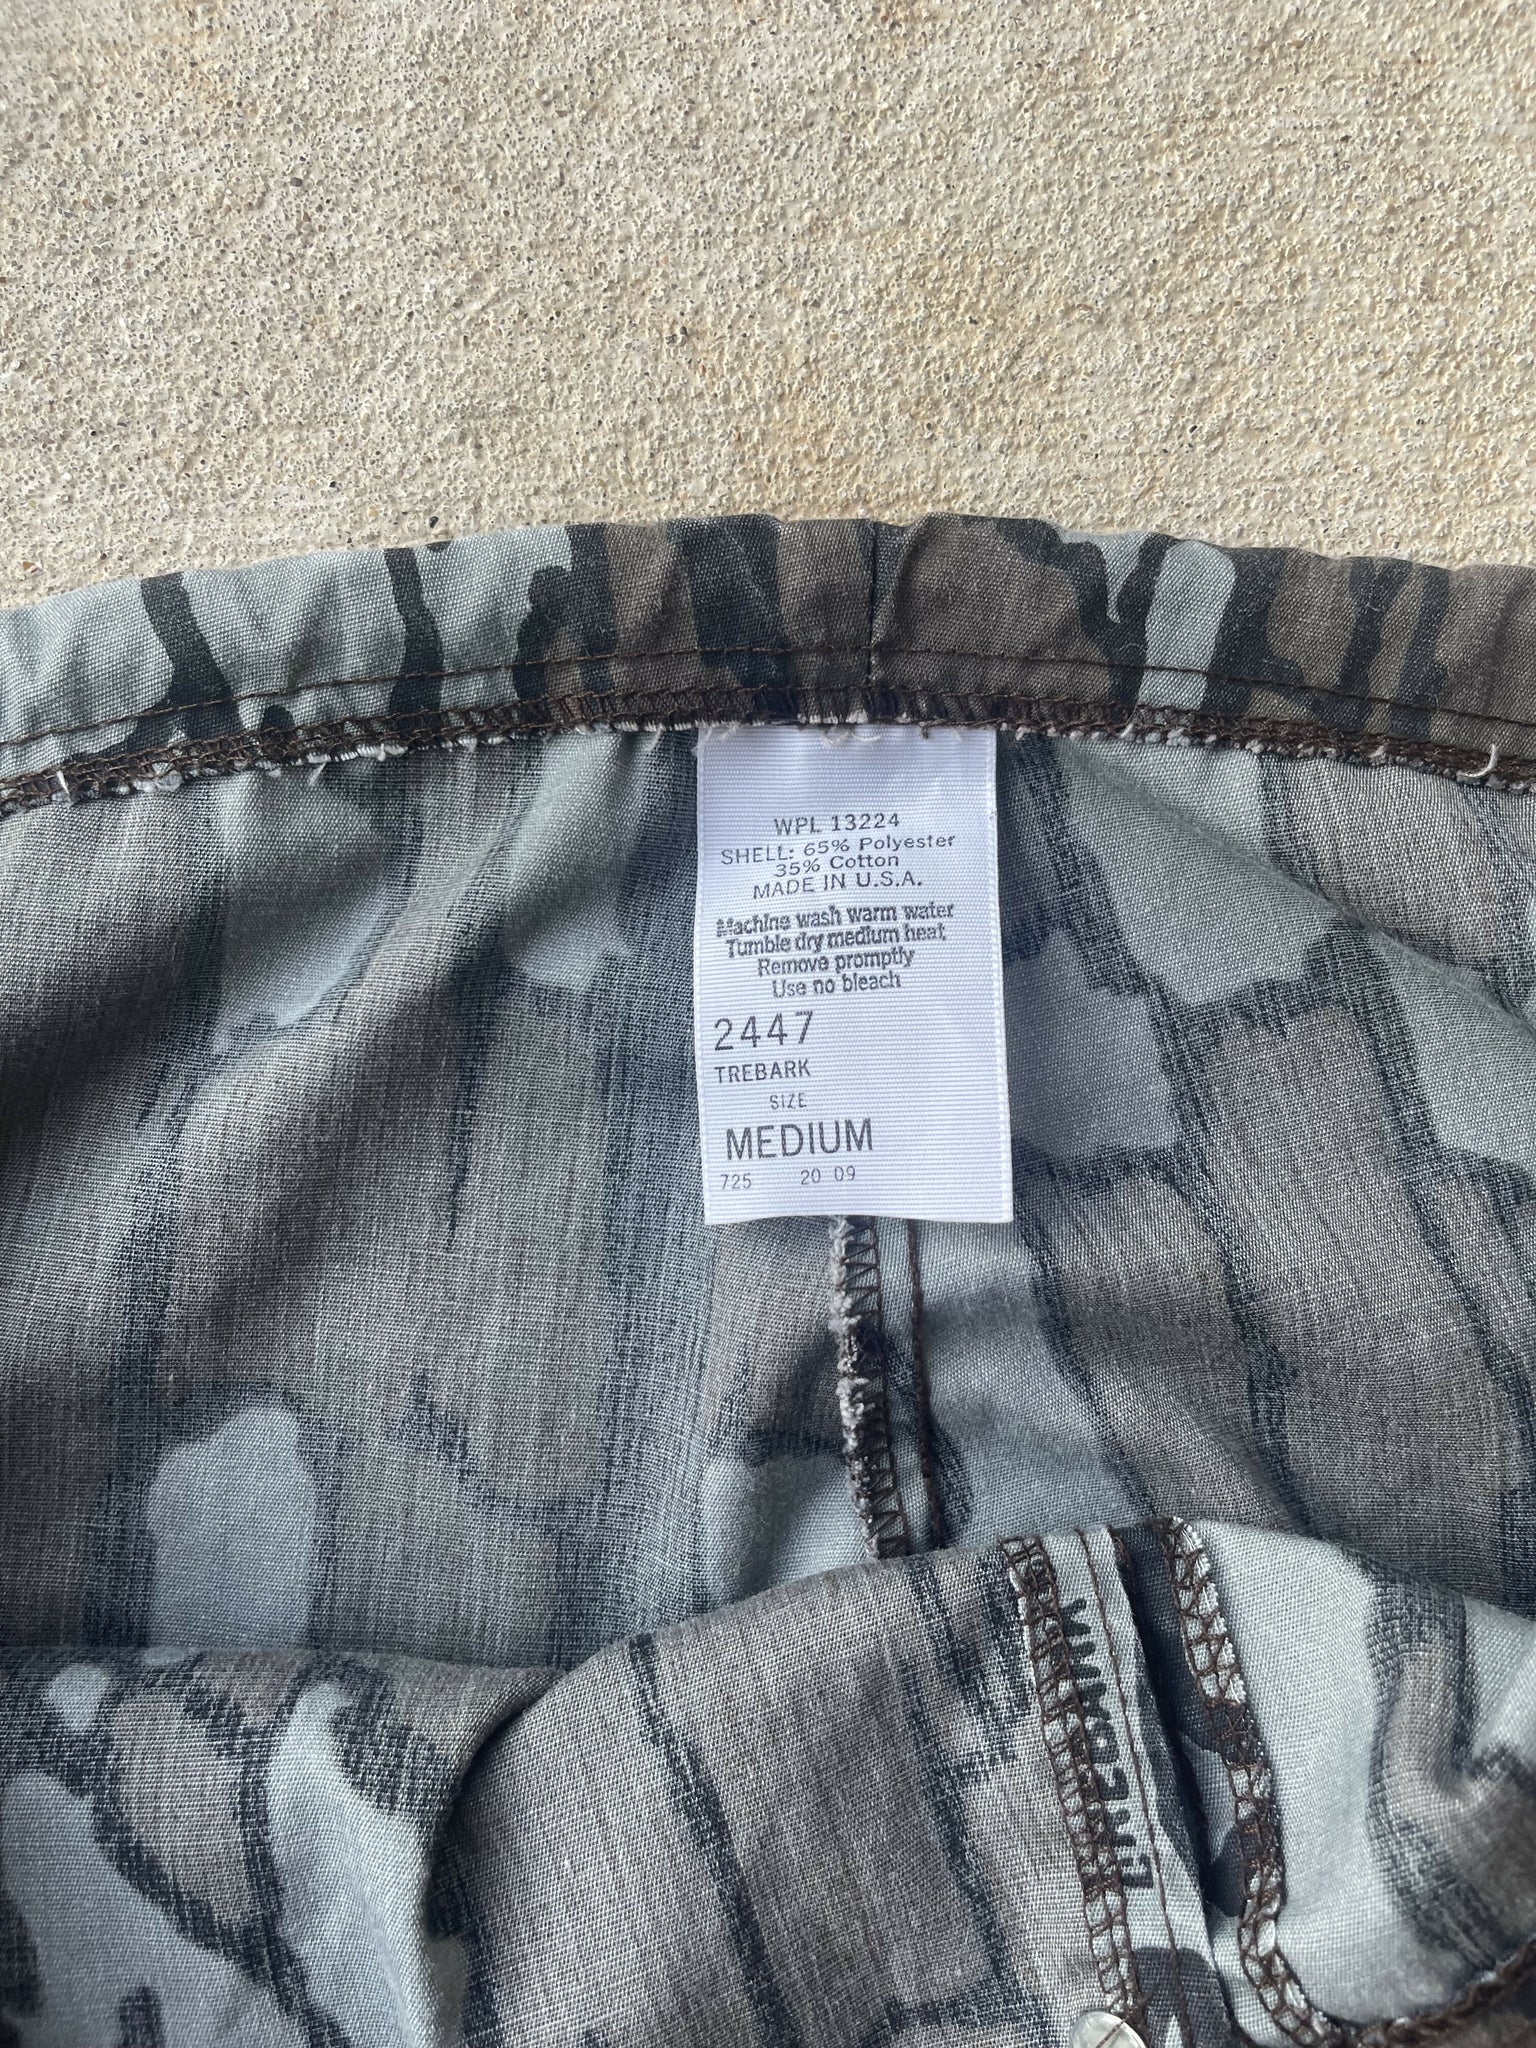 WPL 13224
SHELL: 65% Polyester
35% Cotton
MADE IN U.S.A.
Machine wash warm water
Tumble dry medium heat
Remove promptly
Use no bleach
2447
TREBARK
SIZE
MEDIUM
725 20 09